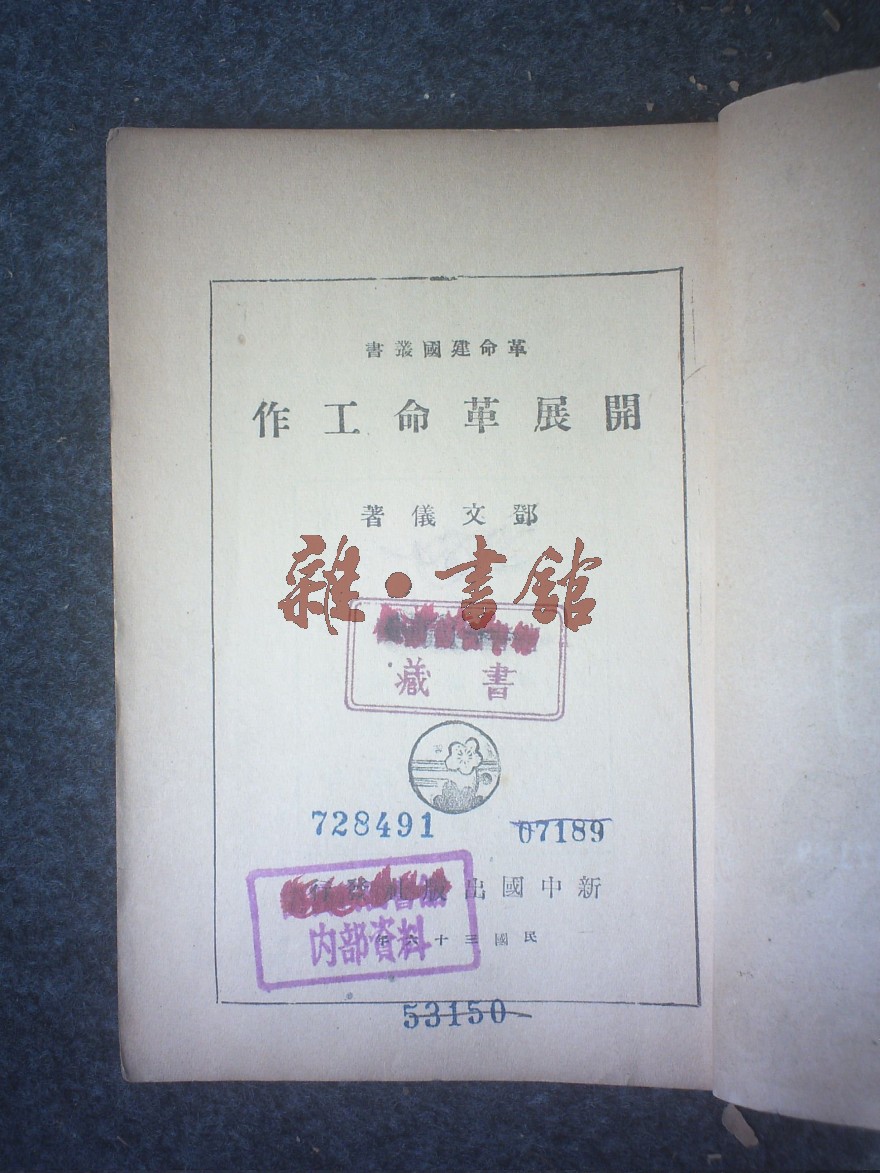 革命建國叢書
開展革命工作
鄧文儀著
雜·書館
書藏
728491
07189
新中國出版社發行
内部資料
民國三十六年
53150